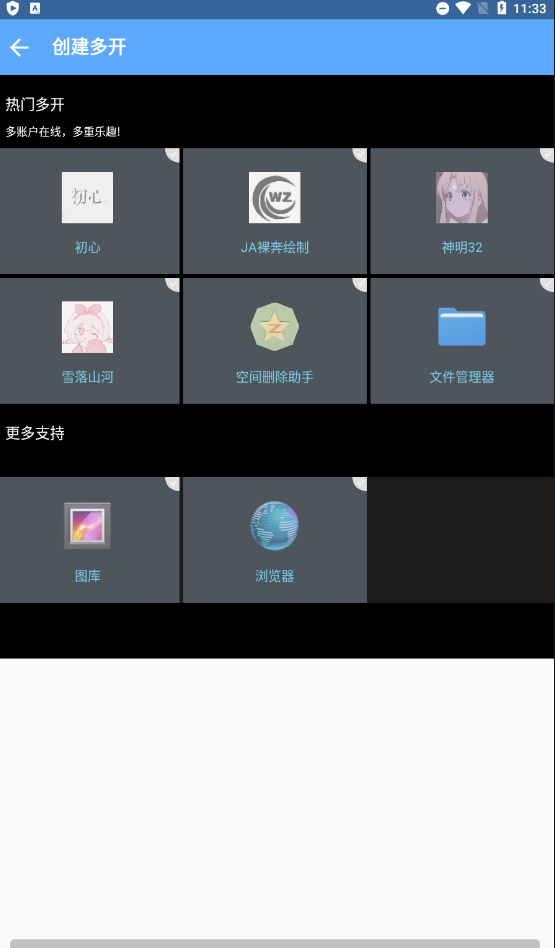 11:33
创建多开
热门多开
多账户在线，多重乐趣!
初心
WZ
初心
JA裸奔绘制
神明32
雪落山河
空间删除助手
文件管理器
更多支持
图库
浏览器